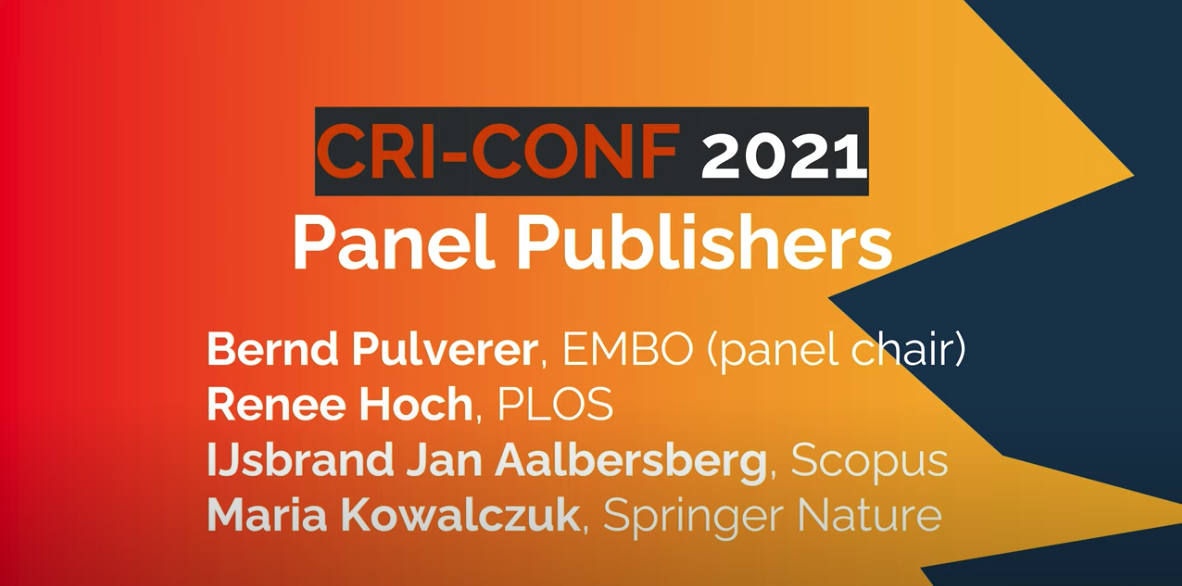 CRI-CONF 2021
Panel Publishers
Bernd Pulverer, EMBO (panel chair)
Renee Hoch, PLOS
IJsbrand Jan Aalbersberg, Scopus
Maria Kowalczuk, Springer Nature